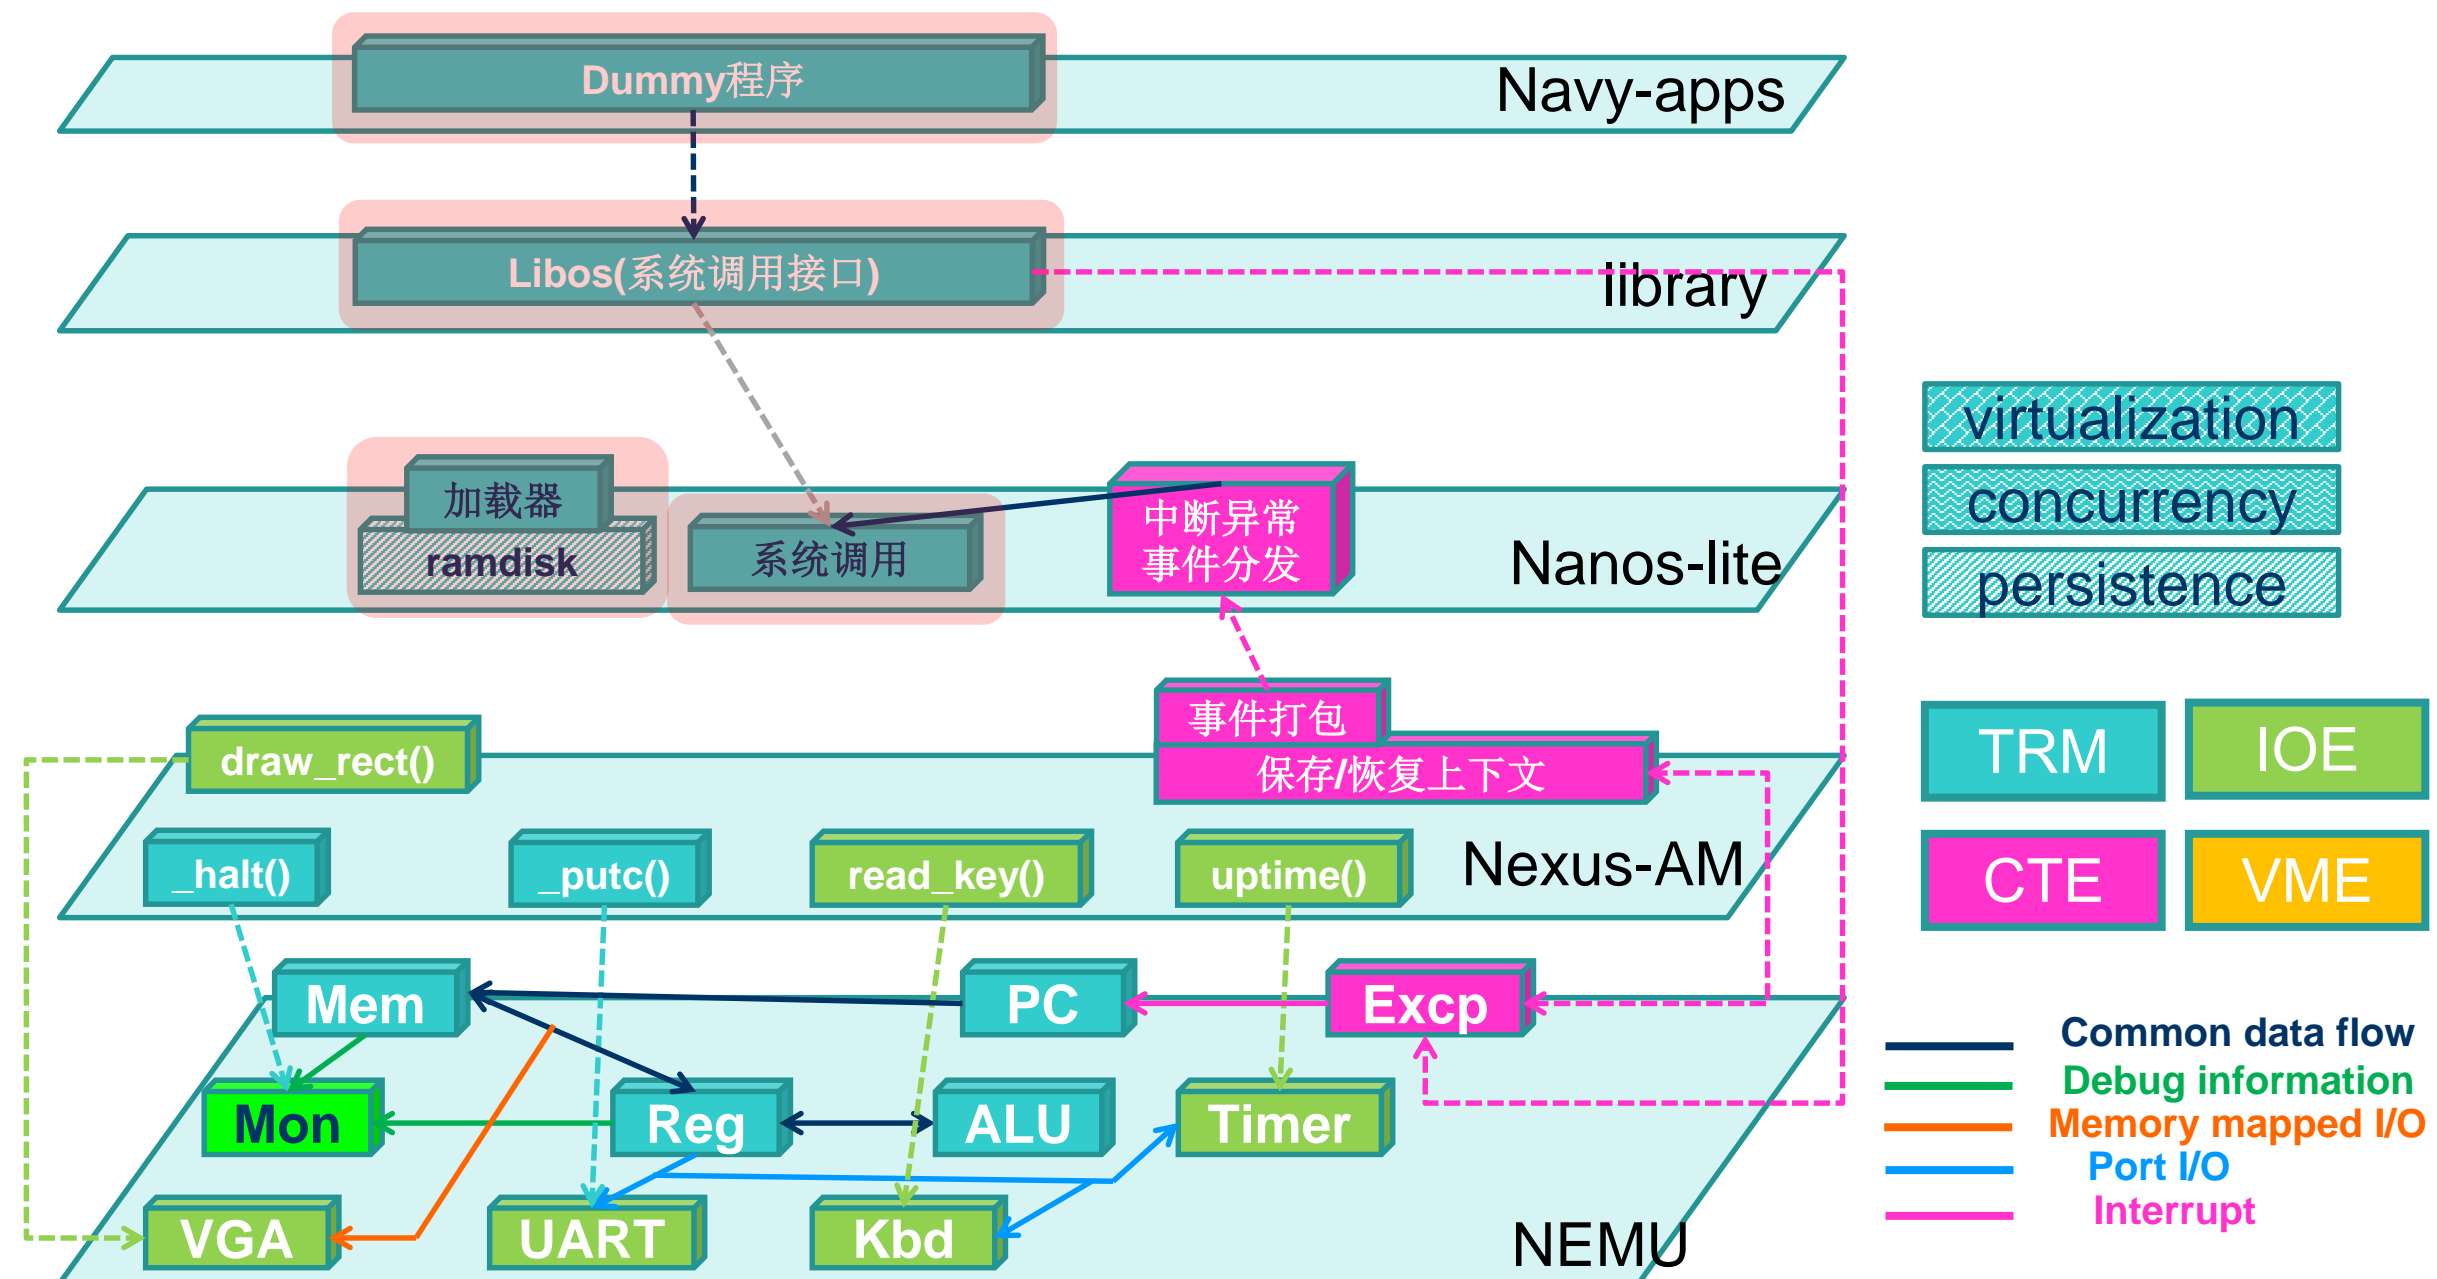 Dummy程序
Navy-apps
Libos(系统调用接口)
library
virtualization
concurrency
persistence
加载器
ramdisk
系统调用
中断异常
事件分发
Nanos-lite
事件打包
保存/恢复上下文
draw_rect()
_halt()
_putc()
read_key()
uptime()
Nexus-AM
TRM
IOE
CTE
VME
Mem
PC
Excp
Mon
Reg
ALU
Timer
VGA
UART
Kbd
NEMU
Common data flow
Debug information
Memory mapped I/O
Port I/O
Interrupt